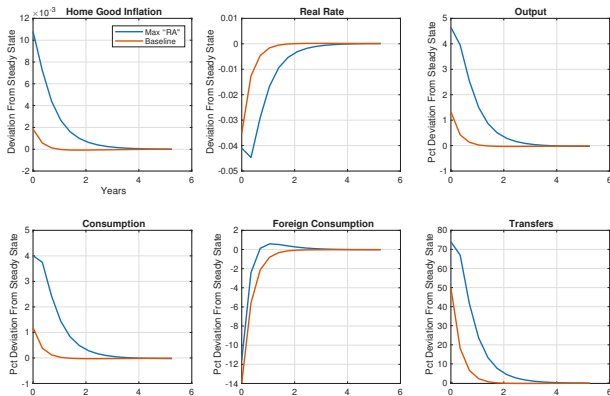 Home Good Inflation
×10⁻³
Deviation From Steady State
12
10
8
6
4
2
0
-2
0 2 4 6
Years
Max "RA"
Baseline
Real Rate
Deviation From Steady State
0.01
0
-0.01
-0.02
-0.03
-0.04
-0.05
0 2 4 6
Output
Pct Deviation From Steady State
5
4
3
2
1
0
-1
0 2 4 6
Consumption
Pct Deviation From Steady State
5
4
3
2
1
0
-1
0 2 4 6
Foreign Consumption
Pct Deviation From Steady State
2
0
-2
-4
-6
-8
-10
-12
-14
0 2 4 6
Transfers
Pct Deviation From Steady State
80
70
60
50
40
30
20
10
0
0 2 4 6